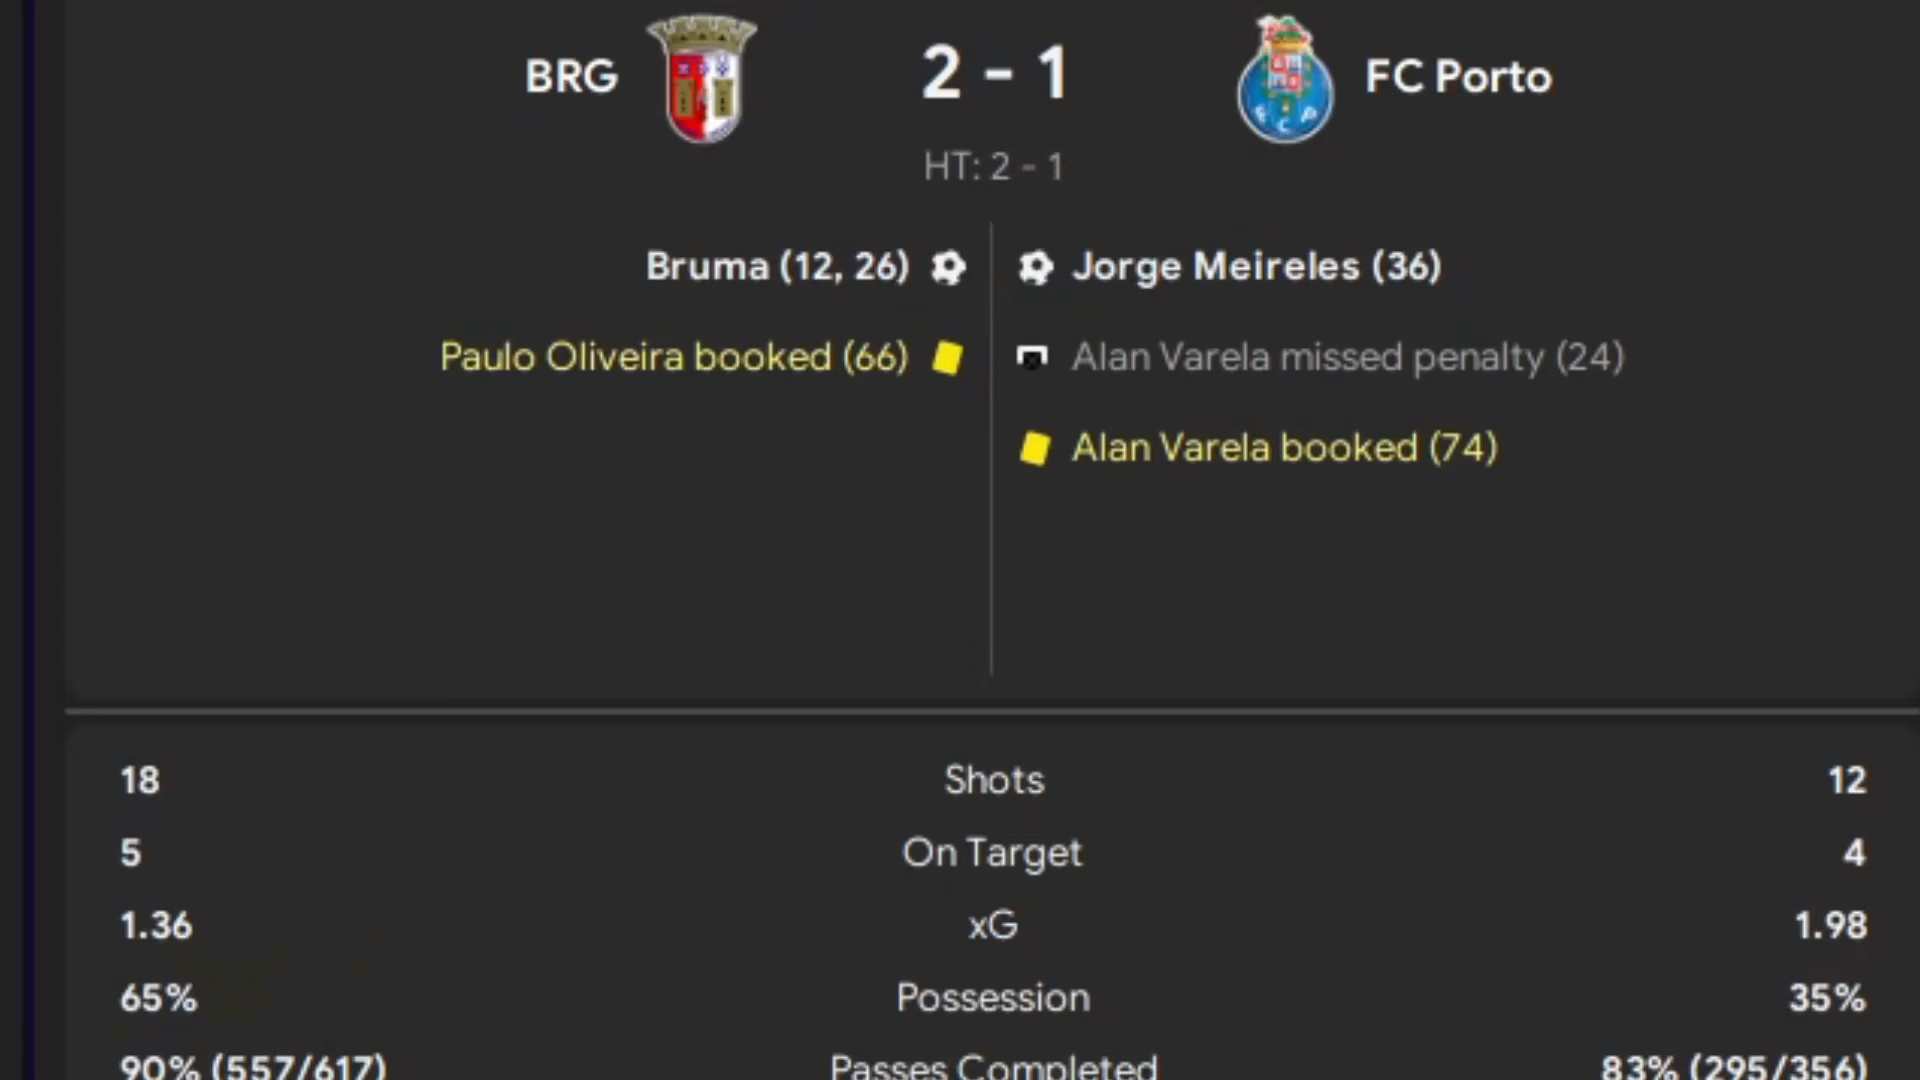 BRG 2 - 1 FC Porto
HT: 2 - 1
Bruma (12, 26) Jorge Meireles (36)
Paulo Oliveira booked (66) Alan Varela missed penalty (24)
Alan Varela booked (74)
18 Shots 12
5 On Target 4
1.36 xG 1.98
65% Possession 35%
90% (557/617) Passes Completed 83% (295/356)